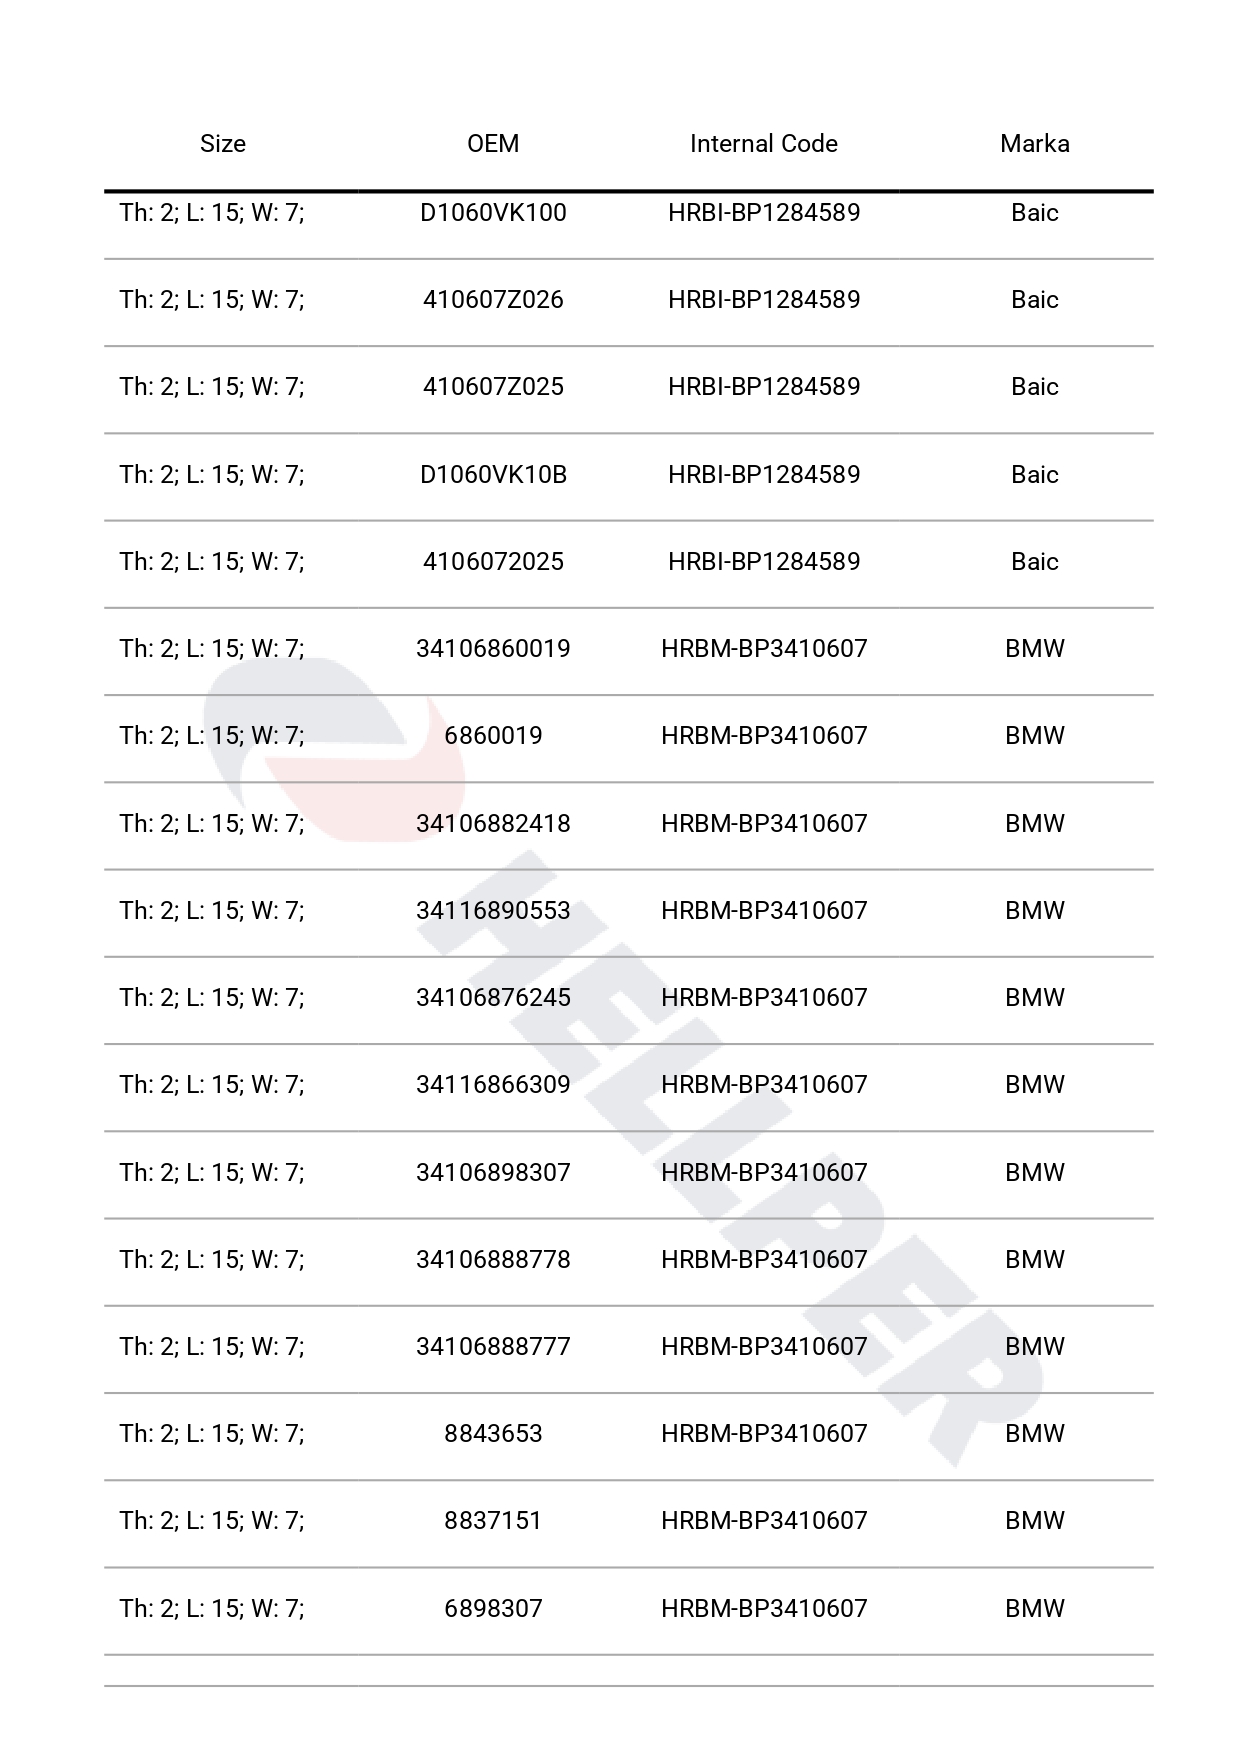 Size OEM Internal Code Marka
Th: 2; L: 15; W: 7; D1060VK100 HRBI-BP1284589 Baic
Th: 2; L: 15; W: 7; 410607Z026 HRBI-BP1284589 Baic
Th: 2; L: 15; W: 7; 410607Z025 HRBI-BP1284589 Baic
Th: 2; L: 15; W: 7; D1060VK10B HRBI-BP1284589 Baic
Th: 2; L: 15; W: 7; 4106072025 HRBI-BP1284589 Baic
Th: 2; L: 15; W: 7; 34106860019 HRBM-BP3410607 BMW
Th: 2; L: 15; W: 7; 6860019 HRBM-BP3410607 BMW
Th: 2; L: 15; W: 7; 34106882418 HRBM-BP3410607 BMW
Th: 2; L: 15; W: 7; 34116890553 HRBM-BP3410607 BMW
Th: 2; L: 15; W: 7; 34106876245 HRBM-BP3410607 BMW
Th: 2; L: 15; W: 7; 34116866309 HRBM-BP3410607 BMW
Th: 2; L: 15; W: 7; 34106898307 HRBM-BP3410607 BMW
Th: 2; L: 15; W: 7; 34106888778 HRBM-BP3410607 BMW
Th: 2; L: 15; W: 7; 34106888777 HRBM-BP3410607 BMW
Th: 2; L: 15; W: 7; 8843653 HRBM-BP3410607 BMW
Th: 2; L: 15; W: 7; 8837151 HRBM-BP3410607 BMW
Th: 2; L: 15; W: 7; 6898307 HRBM-BP3410607 BMW
HELLPER